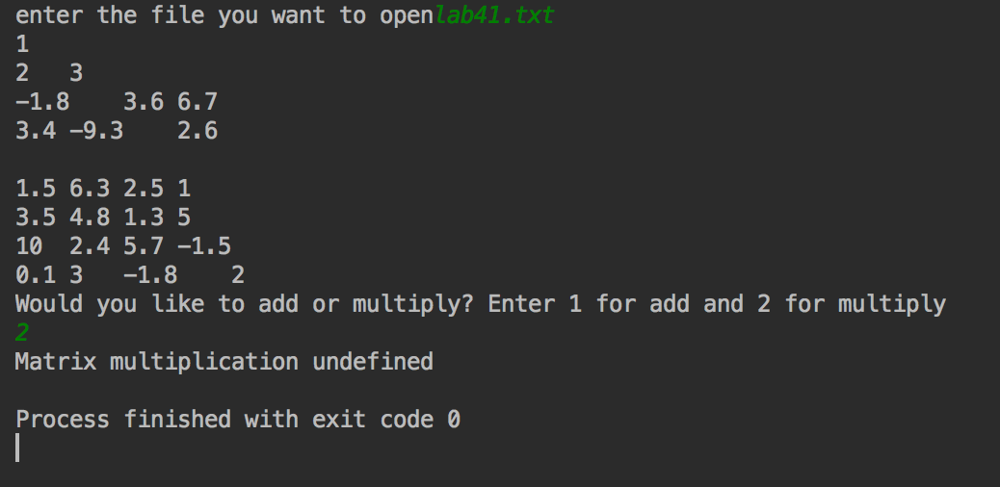 enter the file you want to openlab41.txt
1
2 3
-1.8 3.6 6.7
3.4 -9.3 2.6
1.5 6.3 2.5 1
3.5 4.8 1.3 5
10 2.4 5.7 -1.5
0.1 3 -1.8 2
Would you like to add or multiply? Enter 1 for add and 2 for multiply
2
Matrix multiplication undefined
Process finished with exit code 0